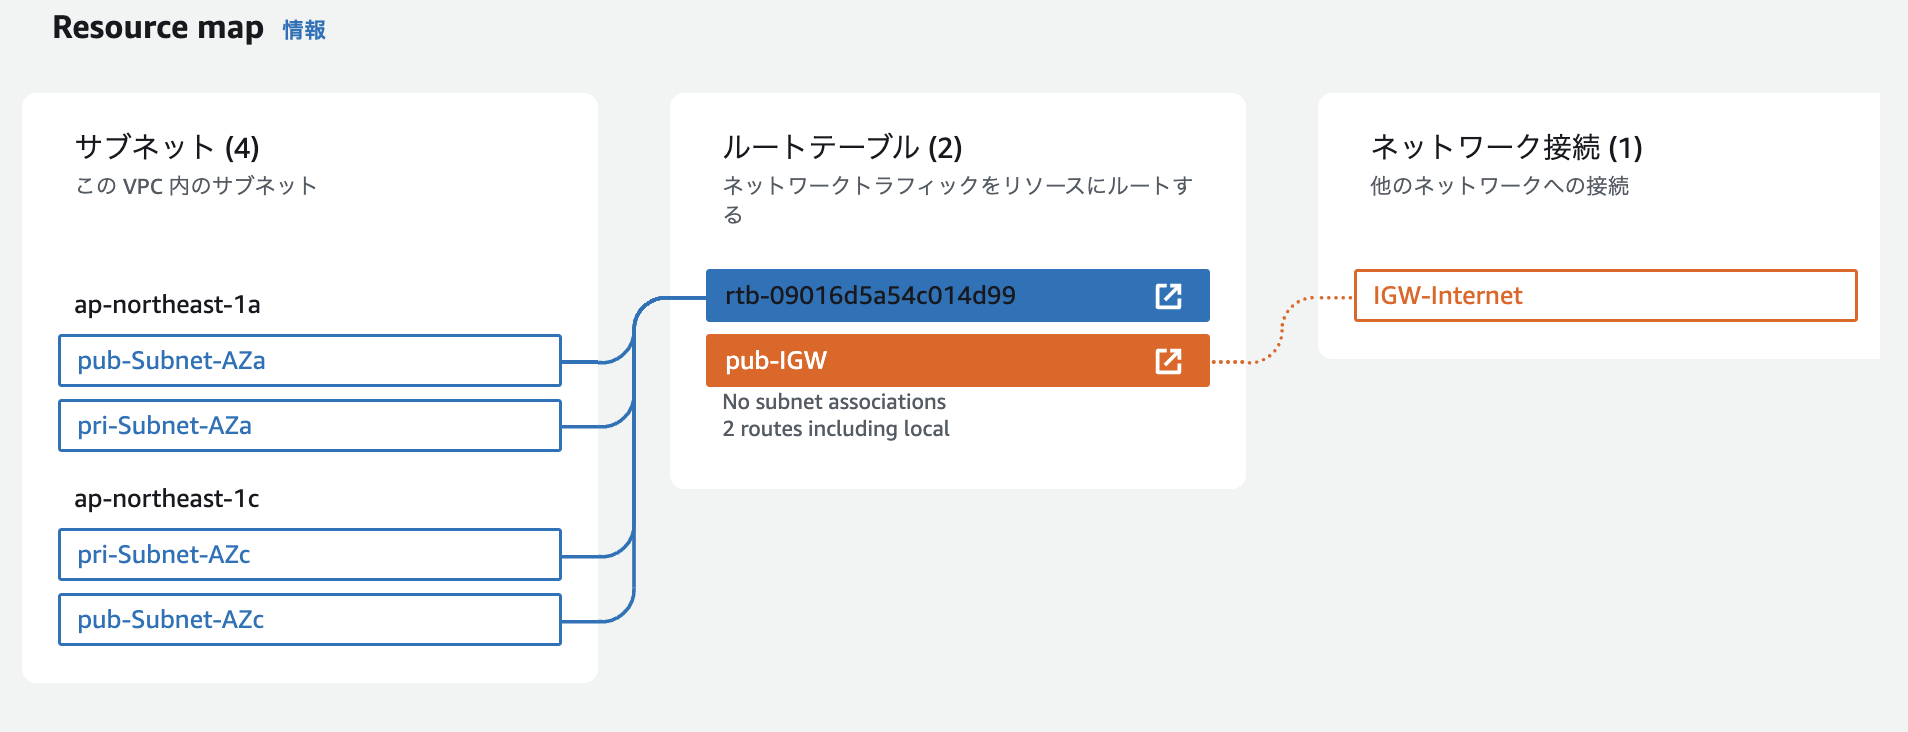 Resource map 情報
サブネット (4)
この VPC 内のサブネット
ap-northeast-1a
pub-Subnet-AZa
pri-Subnet-AZa
ap-northeast-1c
pri-Subnet-AZc
pub-Subnet-AZc
ルートテーブル (2)
ネットワークトラフィックをリソースにルートす
る
rtb-09016d5a54c014d99
pub-IGW
No subnet associations
2 routes including local
ネットワーク接続 (1)
他のネットワークへの接続
IGW-Internet